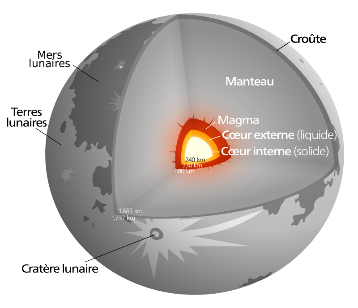 Croûte
Mers
lunaires
Manteau
Terres
lunaires
Magma
Cœur externe (liquide)
Cœur interne (solide)
240 km
Cratère lunaire